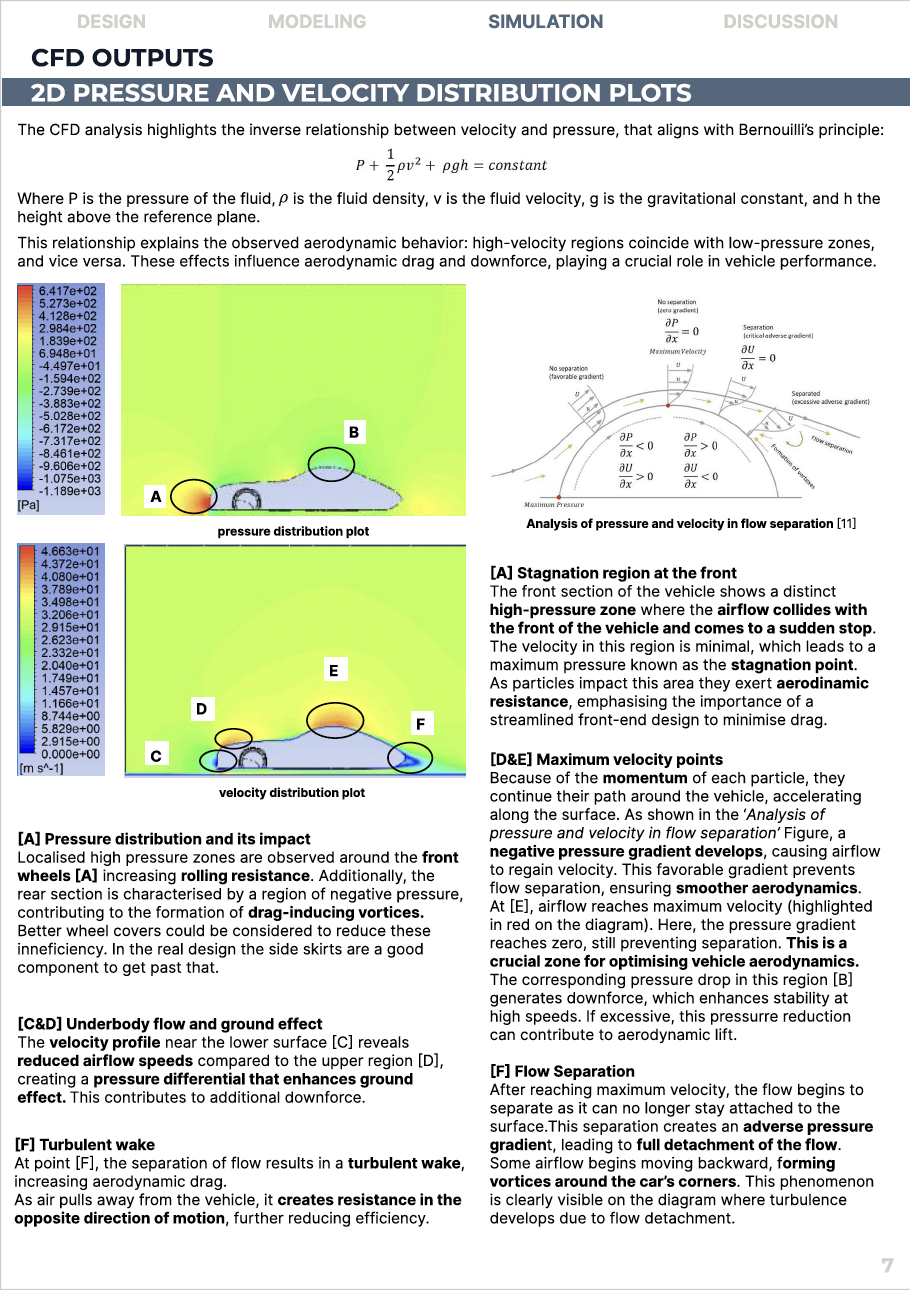 DESIGN MODELING SIMULATION DISCUSSION
CFD OUTPUTS
2D PRESSURE AND VELOCITY DISTRIBUTION PLOTS
The CFD analysis highlights the inverse relationship between velocity and pressure, that aligns with Bernouilli's principle:
P + 1/2 ρv² + ρgh = constant
Where P is the pressure of the fluid, ρ is the fluid density, v is the fluid velocity, g is the gravitational constant, and h the
height above the reference plane.
This relationship explains the observed aerodynamic behavior: high-velocity regions coincide with low-pressure zones,
and vice versa. These effects influence aerodynamic drag and downforce, playing a crucial role in vehicle performance.
6.417e+02
5.273e+02
4.128e+02
2.984e+02
1.839e+02
6.948e+01
-4.497e+01
-1.594e+02
-2.739e+02
-3.883e+02
-5.028e+02
-6.172e+02
-7.317e+02
-8.461e+02
-9.606e+02
-1.075e+03
-1.189e+03
[Pa]
A
B
pressure distribution plot
No separation
(zero gradient)
∂P/∂x = 0
Maximum Velocity
Separation
(critical adverse gradient)
∂U/∂x = 0
No separation
(favorable gradient)
Separated
(excessive adverse gradient)
U
u
U
u
U
u
U
∂P/∂x < 0
∂P/∂x > 0
∂U/∂x > 0
∂U/∂x < 0
Flow separation
Formation of vortexes
Maximum Pressure
Analysis of pressure and velocity in flow separation [11]
4.663e+01
4.372e+01
4.080e+01
3.789e+01
3.498e+01
3.206e+01
2.915e+01
2.623e+01
2.332e+01
2.040e+01
1.749e+01
1.457e+01
1.166e+01
8.744e+00
5.829e+00
2.915e+00
0.000e+00
[m s^-1]
C
D
E
F
velocity distribution plot
[A] Pressure distribution and its impact
Localised high pressure zones are observed around the front
wheels [A] increasing rolling resistance. Additionally, the
rear section is characterised by a region of negative pressure,
contributing to the formation of drag-inducing vortices.
Better wheel covers could be considered to reduce these
inneficiency. In the real design the side skirts are a good
component to get past that.
[C&D] Underbody flow and ground effect
The velocity profile near the lower surface [C] reveals
reduced airflow speeds compared to the upper region [D],
creating a pressure differential that enhances ground
effect. This contributes to additional downforce.
[F] Turbulent wake
At point [F], the separation of flow results in a turbulent wake,
increasing aerodynamic drag.
As air pulls away from the vehicle, it creates resistance in the
opposite direction of motion, further reducing efficiency.
[A] Stagnation region at the front
The front section of the vehicle shows a distinct
high-pressure zone where the airflow collides with
the front of the vehicle and comes to a sudden stop.
The velocity in this region is minimal, which leads to a
maximum pressure known as the stagnation point.
As particles impact this area they exert aerodinamic
resistance, emphasising the importance of a
streamlined front-end design to minimise drag.
[D&E] Maximum velocity points
Because of the momentum of each particle, they
continue their path around the vehicle, accelerating
along the surface. As shown in the 'Analysis of
pressure and velocity in flow separation' Figure, a
negative pressure gradient develops, causing airflow
to regain velocity. This favorable gradient prevents
flow separation, ensuring smoother aerodynamics.
At [E], airflow reaches maximum velocity (highlighted
in red on the diagram). Here, the pressure gradient
reaches zero, still preventing separation. This is a
crucial zone for optimising vehicle aerodynamics.
The corresponding pressure drop in this region [B]
generates downforce, which enhances stability at
high speeds. If excessive, this pressurre reduction
can contribute to aerodynamic lift.
[F] Flow Separation
After reaching maximum velocity, the flow begins to
separate as it can no longer stay attached to the
surface.This separation creates an adverse pressure
gradient, leading to full detachment of the flow.
Some airflow begins moving backward, forming
vortices around the car's corners. This phenomenon
is clearly visible on the diagram where turbulence
develops due to flow detachment.
7